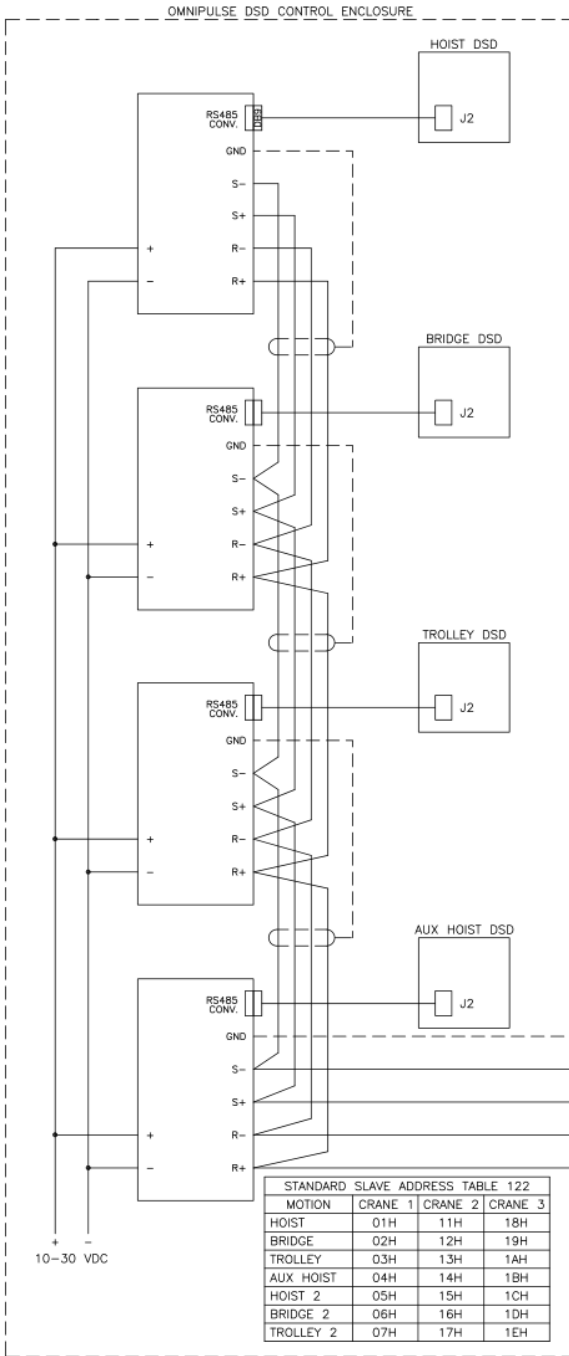 OMNIPULSE DSD CONTROL ENCLOSURE
HOIST DSD
RS485
CONV.
DB9
J2
GND
S-
S+
+
R-
-
R+
BRIDGE DSD
RS485
CONV.
J2
GND
S-
S+
+
R-
-
R+
TROLLEY DSD
RS485
CONV.
J2
GND
S-
S+
+
R-
-
R+
AUX HOIST DSD
RS485
CONV.
J2
GND
S-
S+
+
R-
-
R+
+ -
10-30 VDC
STANDARD SLAVE ADDRESS TABLE 122
MOTION CRANE 1 CRANE 2 CRANE 3
HOIST 01H 11H 18H
BRIDGE 02H 12H 19H
TROLLEY 03H 13H 1AH
AUX HOIST 04H 14H 1BH
HOIST 2 05H 15H 1CH
BRIDGE 2 06H 16H 1DH
TROLLEY 2 07H 17H 1EH